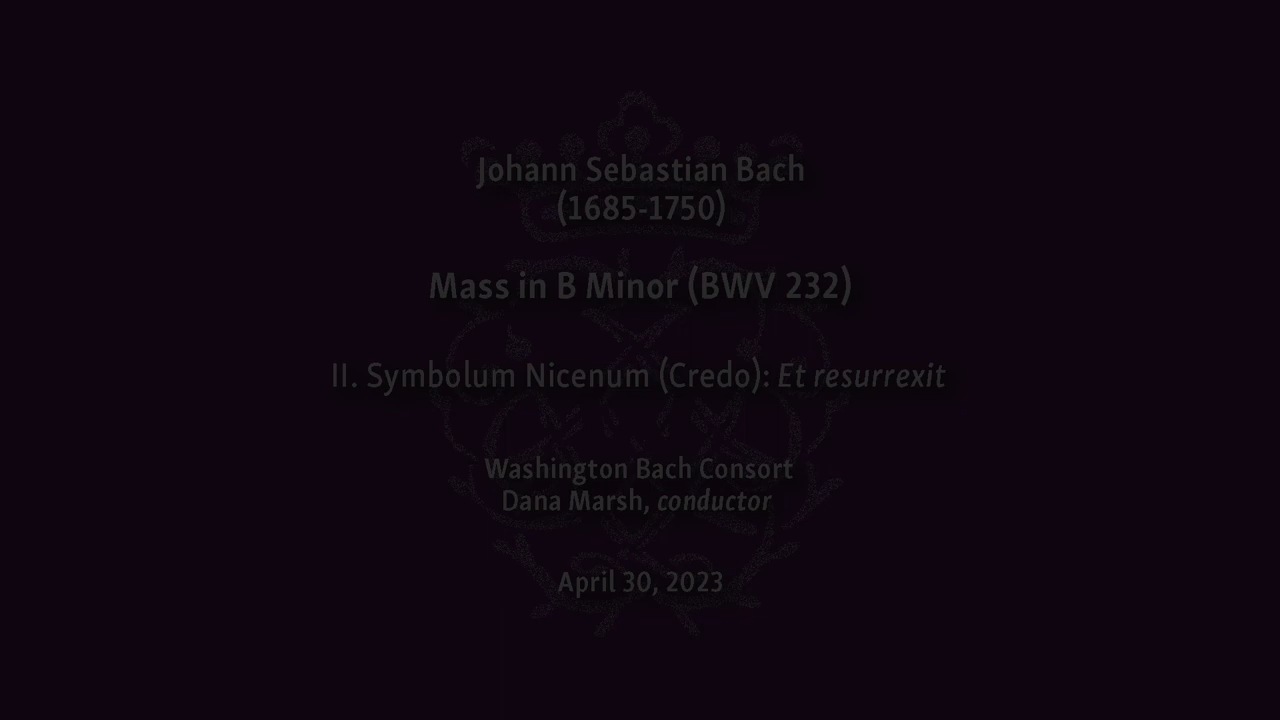 Johann Sebastian Bach
(1685-1750)
Mass in B Minor (BWV 232)
II. Symbolum Nicenum (Credo): Et resurrexit
Washington Bach Consort
Dana Marsh, conductor
April 30, 2023